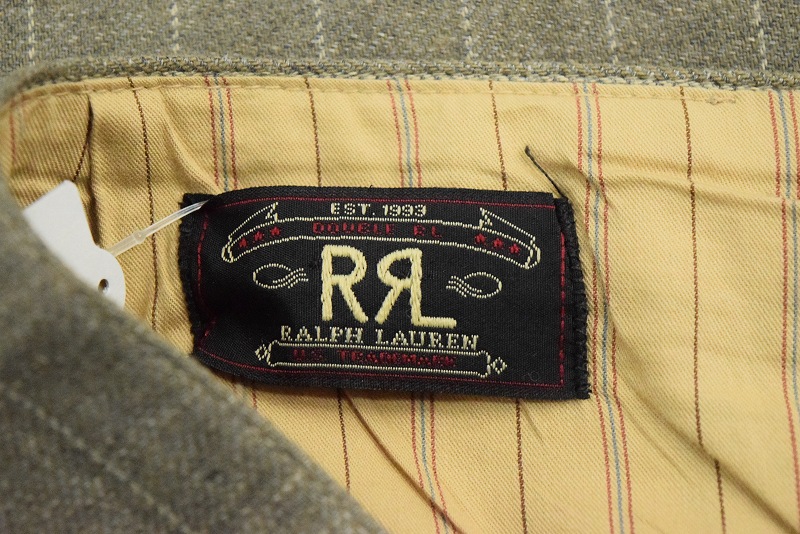 EST. 1993
DOUBLE RL
RRL
RALPH LAUREN
U.S. TRADEMARK